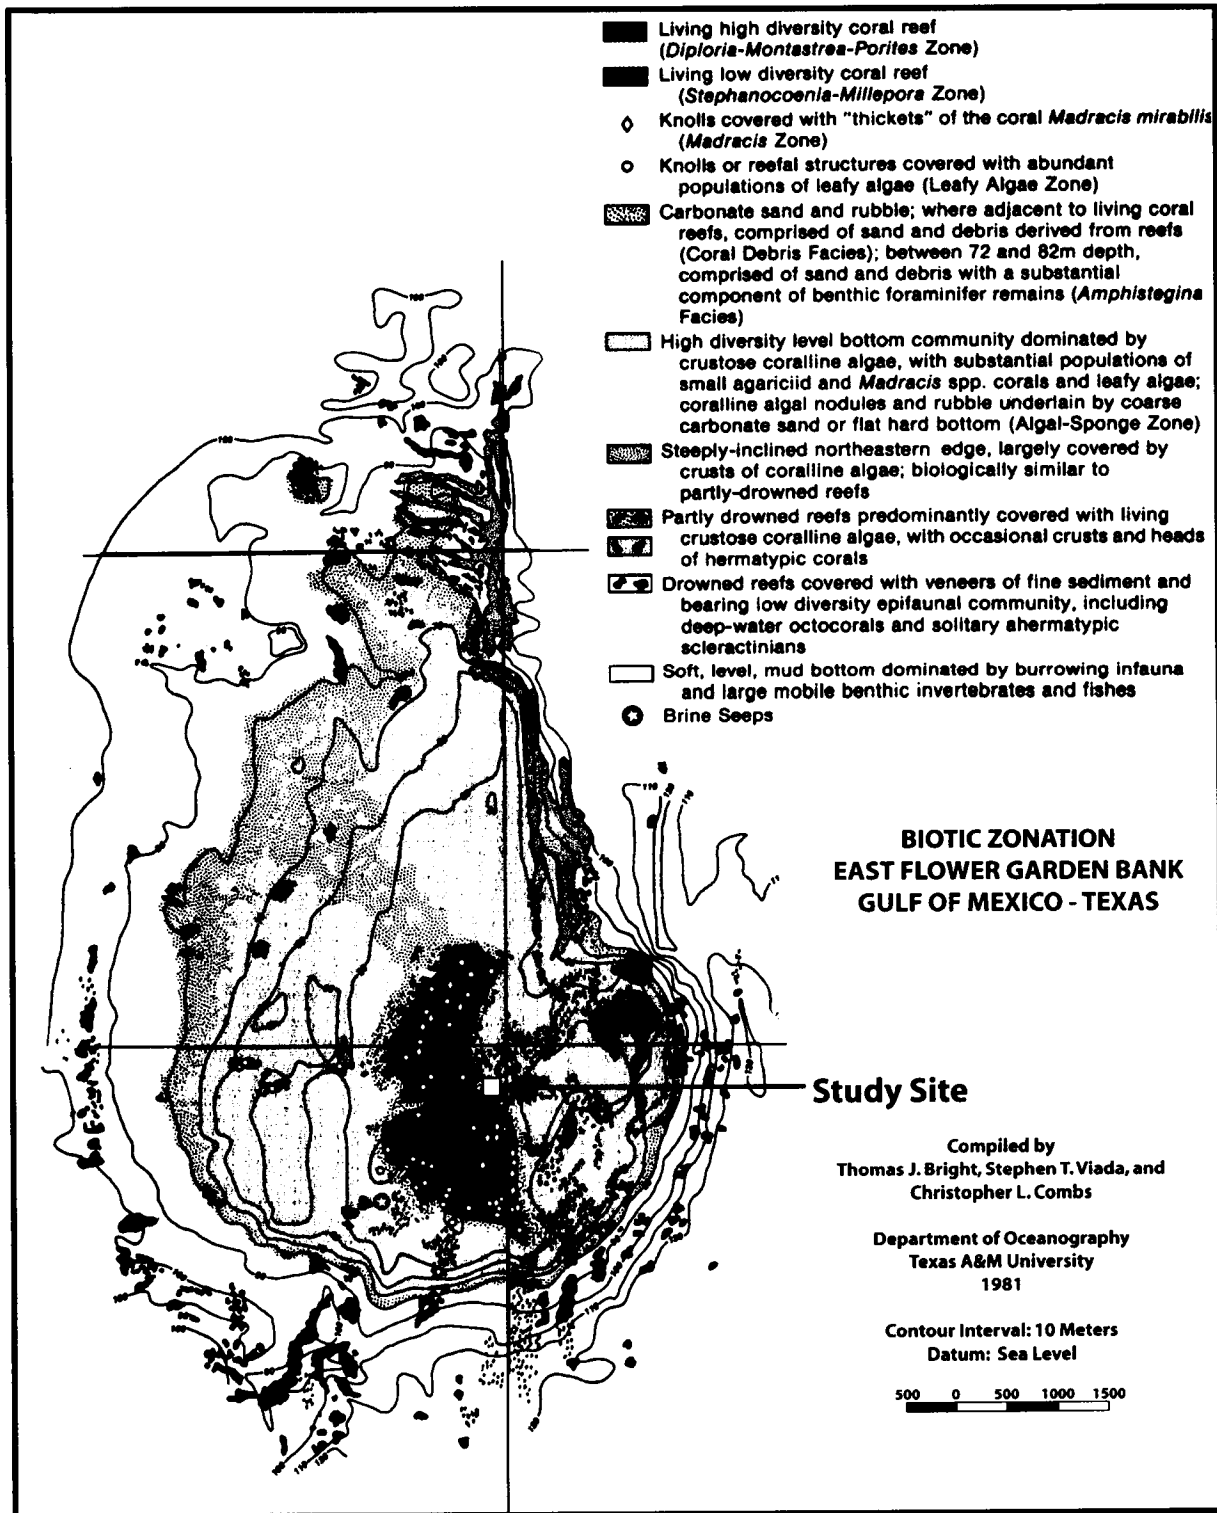 Living high diversity coral reef
(Diploria-Montastrea-Porites Zone)
Living low diversity coral reef
(Stephanocoenia-Millepora Zone)
Knolls covered with "thickets" of the coral Madracis mirabilis
(Madracis Zone)
Knolls or reefal structures covered with abundant
populations of leafy algae (Leafy Algae Zone)
Carbonate sand and rubble; where adjacent to living coral
reefs, comprised of sand and debris derived from reefs
(Coral Debris Facies); between 72 and 82m depth,
comprised of sand and debris with a substantial
component of benthic foraminifer remains (Amphistegina
Facies)
High diversity level bottom community dominated by
crustose coralline algae, with substantial populations of
small agariciid and Madracis spp. corals and leafy algae;
coralline algal nodules and rubble underlain by coarse
carbonate sand or flat hard bottom (Algal-Sponge Zone)
Steeply-inclined northeastern edge, largely covered by
crusts of coralline algae; biologically similar to
partly-drowned reefs
Partly drowned reefs predominantly covered with living
crustose coralline algae, with occasional crusts and heads
of hermatypic corals
Drowned reefs covered with veneers of fine sediment and
bearing low diversity epifaunal community, including
deep-water octocorals and solitary ahermatypic
scleractinians
Soft, level, mud bottom dominated by burrowing infauna
and large mobile benthic invertebrates and fishes
Brine Seeps
BIOTIC ZONATION
EAST FLOWER GARDEN BANK
GULF OF MEXICO - TEXAS
Study Site
Compiled by
Thomas J. Bright, Stephen T. Viada, and
Christopher L. Combs
Department of Oceanography
Texas A&M University
1981
Contour Interval: 10 Meters
Datum: Sea Level
500 0 500 1000 1500